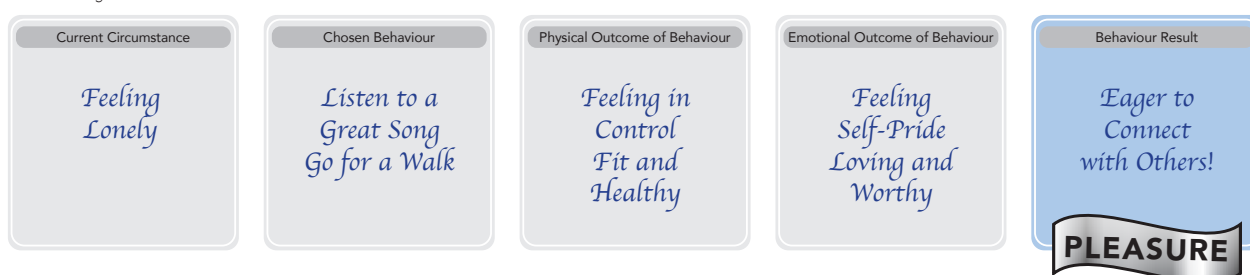 Current Circumstance
Feeling
Lonely
Chosen Behaviour
Listen to a
Great Song
Go for a Walk
Physical Outcome of Behaviour
Feeling in
Control
Fit and
Healthy
Emotional Outcome of Behaviour
Feeling
Self-Pride
Loving and
Worthy
Behaviour Result
Eager to
Connect
with Others!
PLEASURE